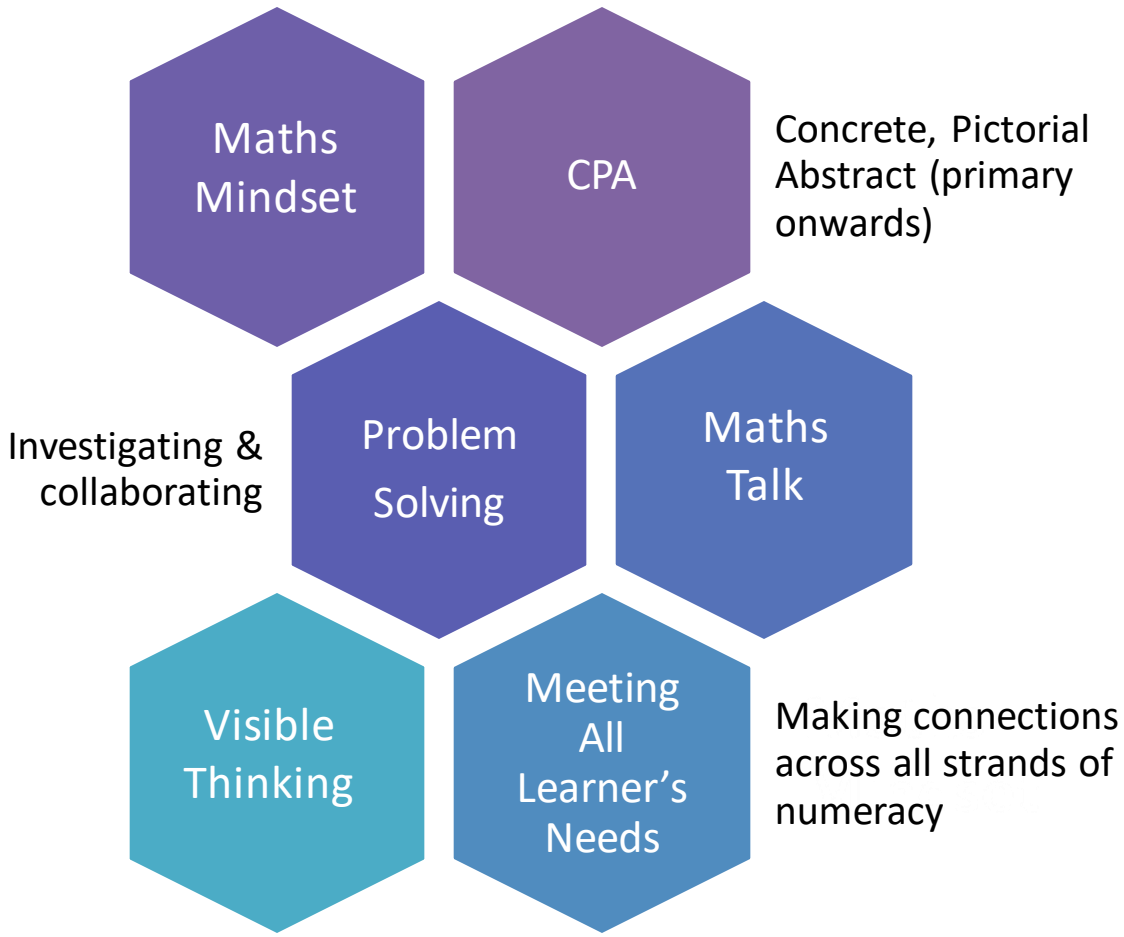 Maths
Mindset
CPA
Concrete, Pictorial
Abstract (primary
onwards)
Investigating &
collaborating
Problem
Solving
Maths
Talk
Visible
Thinking
Meeting
All
Learner’s
Needs
Making connections
across all strands of
numeracy